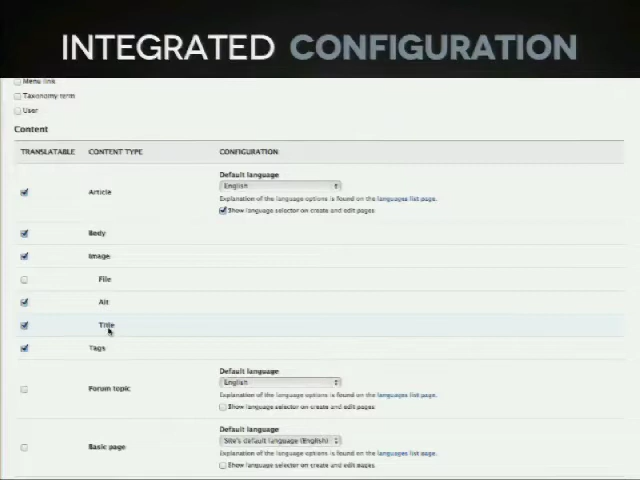 INTEGRATED CONFIGURATION
Menu link
Taxonomy term
User
Content
TRANSLATABLE CONTENT TYPE CONFIGURATION
Default language
English
Article
Explanation of the language options is found on the languages list page.
Show language selector on create and edit pages
Body
Image
File
Alt
Title
Tags
Default language
English
Forum topic
Explanation of the language options is found on the languages list page.
Show language selector on create and edit pages
Default language
Site's default language (English)
Basic page
Explanation of the language options is found on the languages list page.
Show language selector on create and edit pages